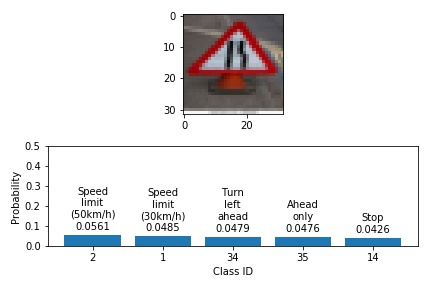 0
10
20
30
0 20
0.5
0.4
0.3
0.2
0.1
0.0
Probability
Speed
limit
(50km/h)
0.0561
Speed
limit
(30km/h)
0.0485
Turn
left
ahead
0.0479
Ahead
only
0.0476
Stop
0.0426
2 1 34 35 14
Class ID